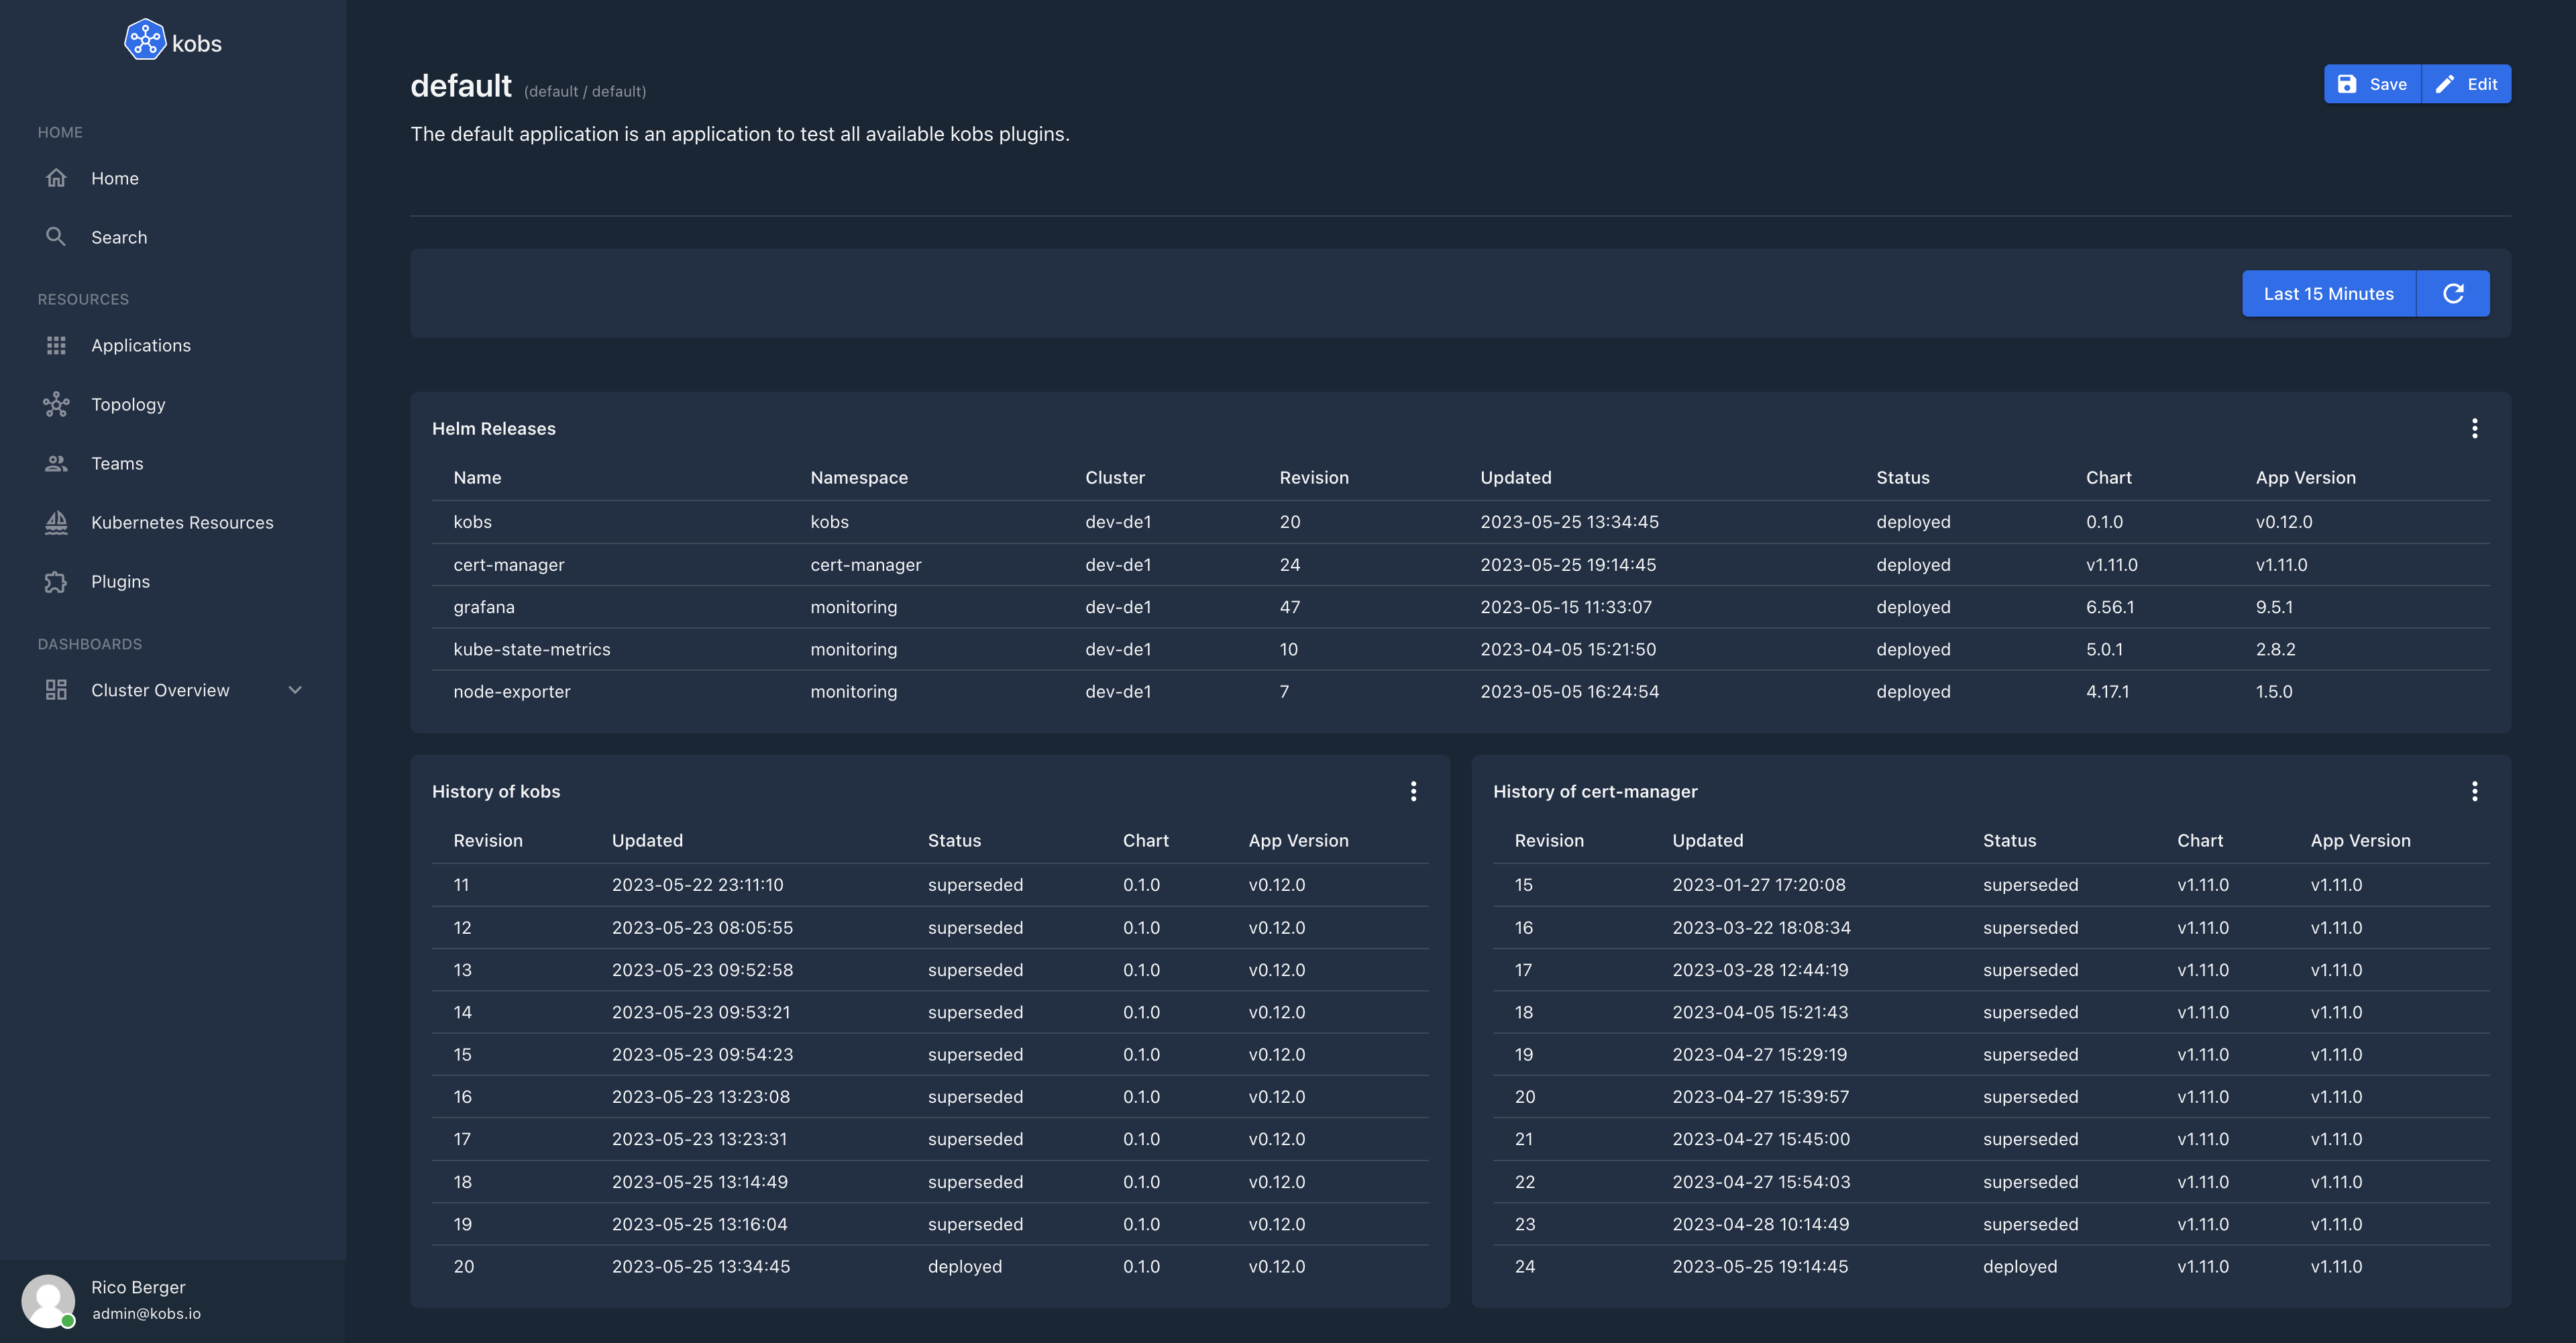 kobs
HOME
Home
Search
RESOURCES
Applications
Topology
Teams
Kubernetes Resources
Plugins
DASHBOARDS
Cluster Overview
Rico Berger
admin@kobs.io
default (default / default)
Save Edit
The default application is an application to test all available kobs plugins.
Last 15 Minutes
Helm Releases
Name Namespace Cluster Revision Updated Status Chart App Version
kobs kobs dev-de1 20 2023-05-25 13:34:45 deployed 0.1.0 v0.12.0
cert-manager cert-manager dev-de1 24 2023-05-25 19:14:45 deployed v1.11.0 v1.11.0
grafana monitoring dev-de1 47 2023-05-15 11:33:07 deployed 6.56.1 9.5.1
kube-state-metrics monitoring dev-de1 10 2023-04-05 15:21:50 deployed 5.0.1 2.8.2
node-exporter monitoring dev-de1 7 2023-05-05 16:24:54 deployed 4.17.1 1.5.0
History of kobs
Revision Updated Status Chart App Version
11 2023-05-22 23:11:10 superseded 0.1.0 v0.12.0
12 2023-05-23 08:05:55 superseded 0.1.0 v0.12.0
13 2023-05-23 09:52:58 superseded 0.1.0 v0.12.0
14 2023-05-23 09:53:21 superseded 0.1.0 v0.12.0
15 2023-05-23 09:54:23 superseded 0.1.0 v0.12.0
16 2023-05-23 13:23:08 superseded 0.1.0 v0.12.0
17 2023-05-23 13:23:31 superseded 0.1.0 v0.12.0
18 2023-05-25 13:14:49 superseded 0.1.0 v0.12.0
19 2023-05-25 13:16:04 superseded 0.1.0 v0.12.0
20 2023-05-25 13:34:45 deployed 0.1.0 v0.12.0
History of cert-manager
Revision Updated Status Chart App Version
15 2023-01-27 17:20:08 superseded v1.11.0 v1.11.0
16 2023-03-22 18:08:34 superseded v1.11.0 v1.11.0
17 2023-03-28 12:44:19 superseded v1.11.0 v1.11.0
18 2023-04-05 15:21:43 superseded v1.11.0 v1.11.0
19 2023-04-27 15:29:19 superseded v1.11.0 v1.11.0
20 2023-04-27 15:39:57 superseded v1.11.0 v1.11.0
21 2023-04-27 15:45:00 superseded v1.11.0 v1.11.0
22 2023-04-27 15:54:03 superseded v1.11.0 v1.11.0
23 2023-04-28 10:14:49 superseded v1.11.0 v1.11.0
24 2023-05-25 19:14:45 deployed v1.11.0 v1.11.0